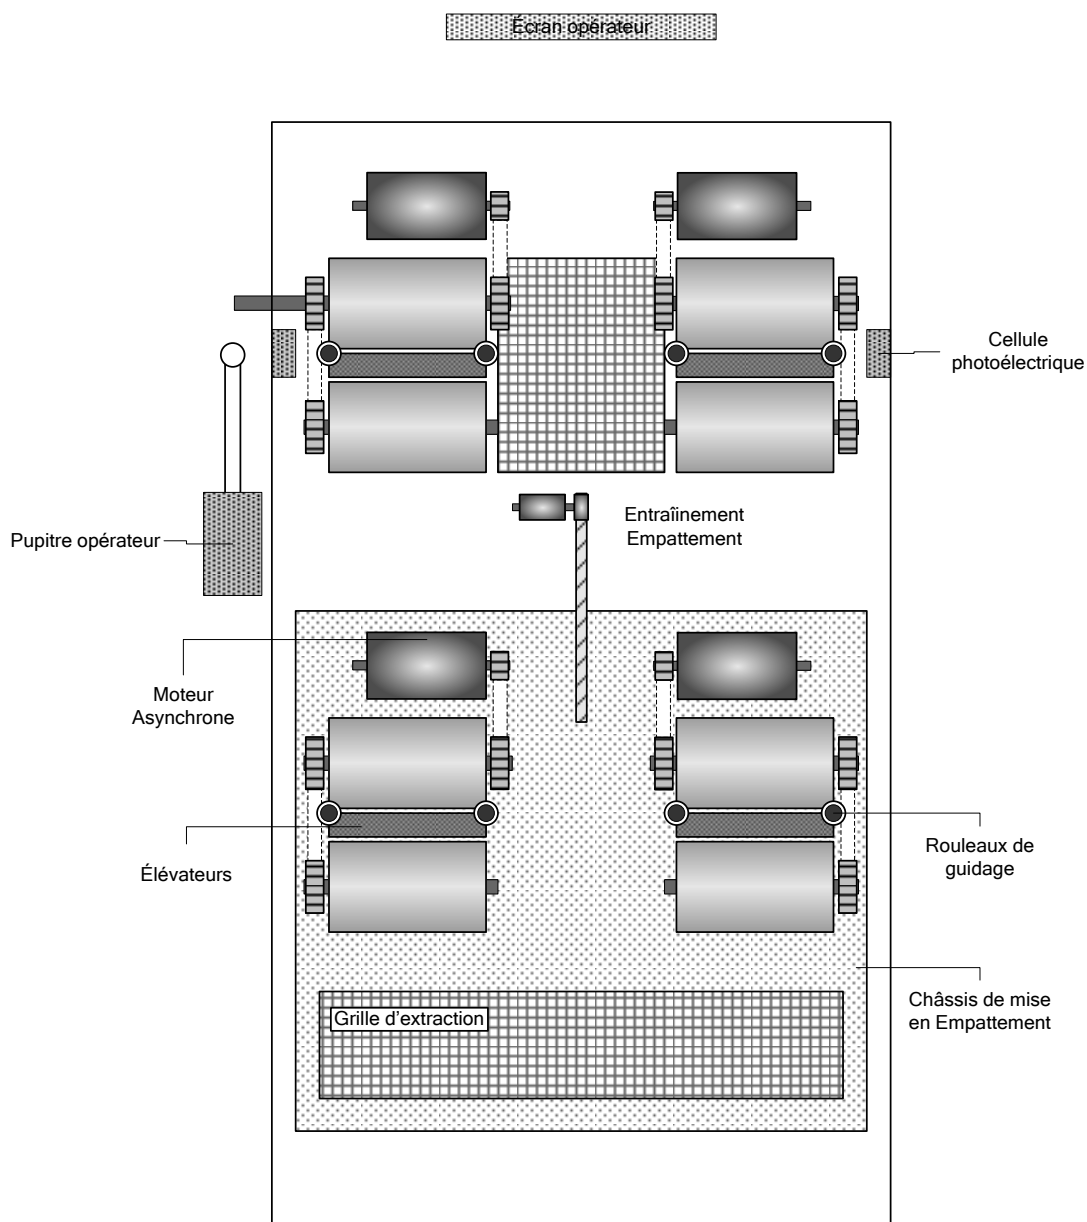 Écran opérateur
Cellule
photoélectrique
Entraînement
Empattement
Pupitre opérateur
Moteur
Asynchrone
Élévateurs
Rouleaux de
guidage
Châssis de mise
en Empattement
Grille d'extraction